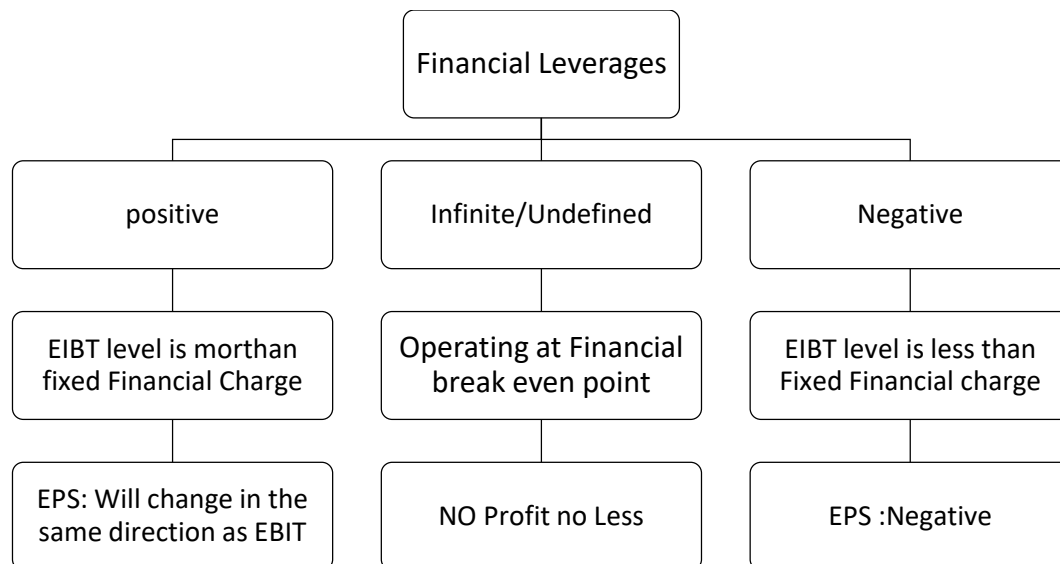 Financial Leverages
positive
Infinite/Undefined
Negative
EIBT level is morthan
fixed Financial Charge
Operating at Financial
break even point
EIBT level is less than
Fixed Financial charge
EPS: Will change in the
same direction as EBIT
NO Profit no Less
EPS :Negative